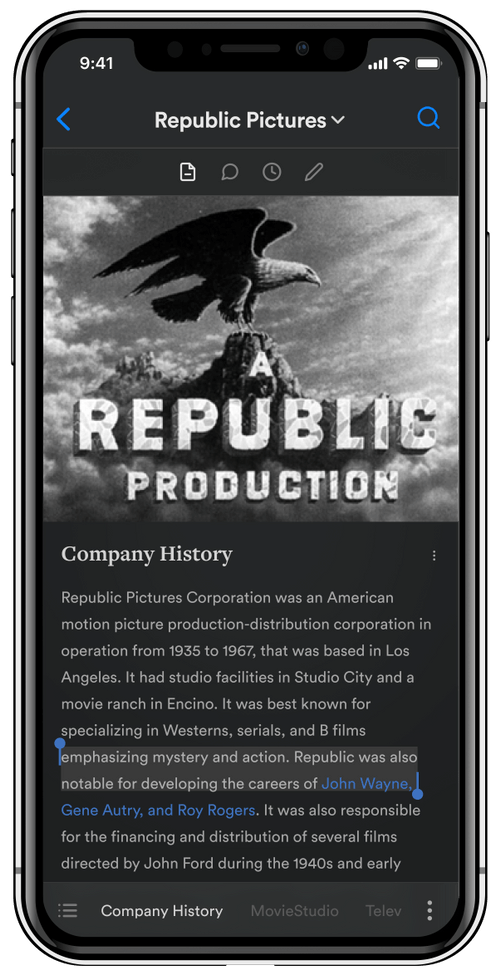 9:41
Republic Pictures
A
REPUBLIC
PRODUCTION
Company History
Republic Pictures Corporation was an American
motion picture production-distribution corporation in
operation from 1935 to 1967, that was based in Los
Angeles. It had studio facilities in Studio City and a
movie ranch in Encino. It was best known for
specializing in Westerns, serials, and B films
emphasizing mystery and action. Republic was also
notable for developing the careers of John Wayne,
Gene Autry, and Roy Rogers. It was also responsible
for the financing and distribution of several films
directed by John Ford during the 1940s and early
Company History MovieStudio Telev